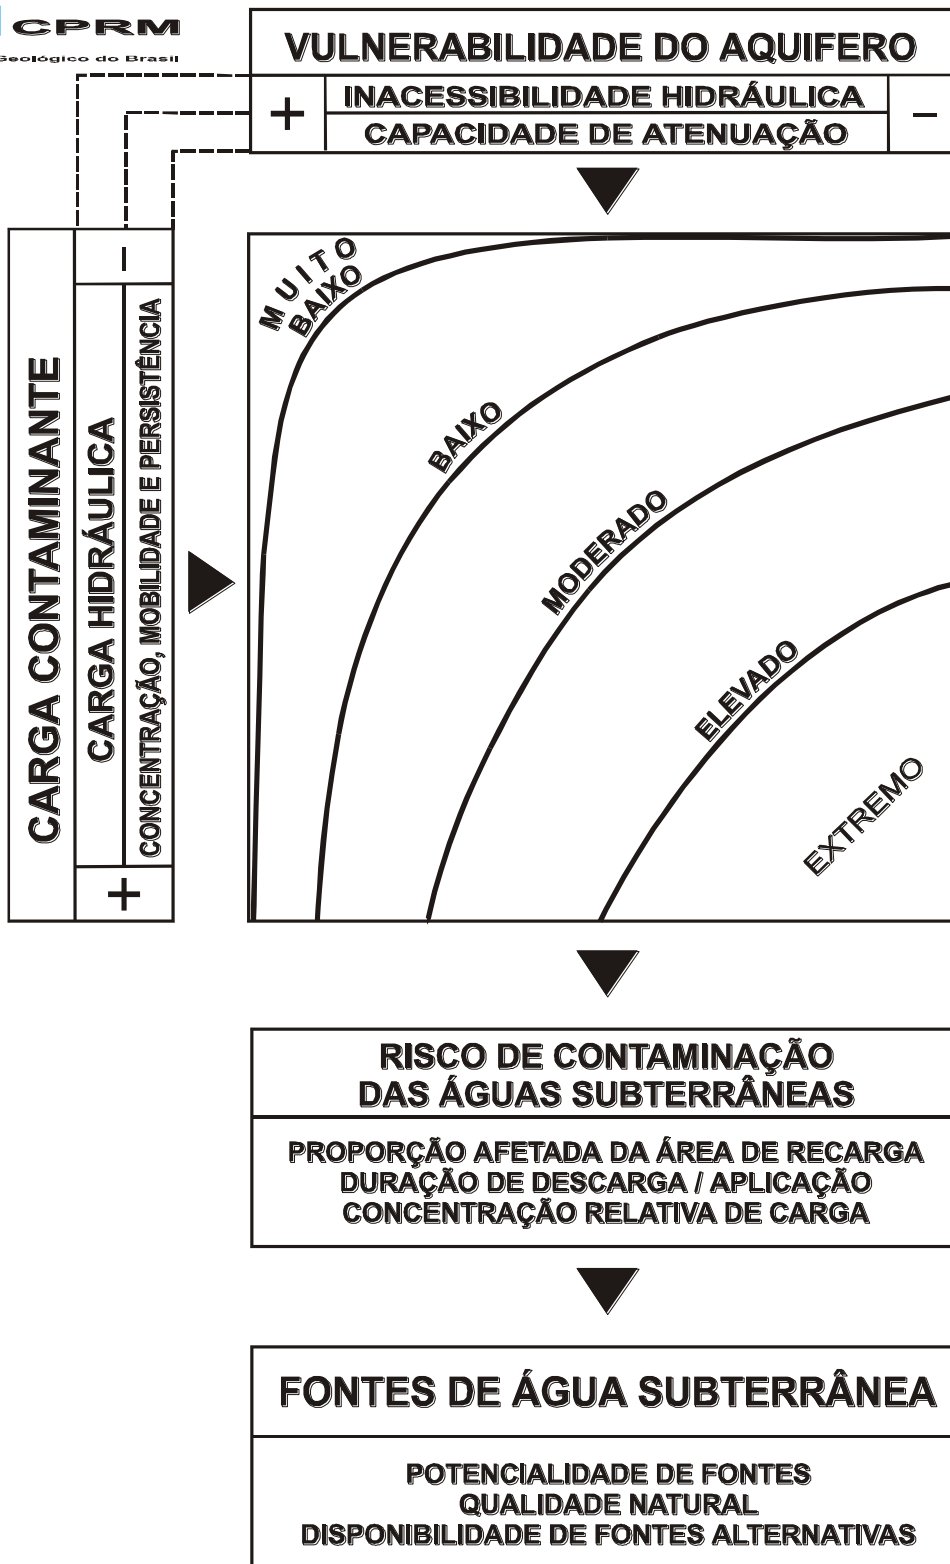 CPRM
Geológico do Brasil
VULNERABILIDADE DO AQUIFERO
+
INACESSIBILIDADE HIDRÁULICA
CAPACIDADE DE ATENUAÇÃO
–
CARGA CONTAMINANTE
CARGA HIDRÁULICA
CONCENTRAÇÃO, MOBILIDADE E PERSISTÊNCIA
–
+
MUITO
BAIXO
BAIXO
MODERADO
ELEVADO
EXTREMO
RISCO DE CONTAMINAÇÃO
DAS ÁGUAS SUBTERRÂNEAS
PROPORÇÃO AFETADA DA ÁREA DE RECARGA
DURAÇÃO DE DESCARGA / APLICAÇÃO
CONCENTRAÇÃO RELATIVA DE CARGA
FONTES DE ÁGUA SUBTERRÂNEA
POTENCIALIDADE DE FONTES
QUALIDADE NATURAL
DISPONIBILIDADE DE FONTES ALTERNATIVAS